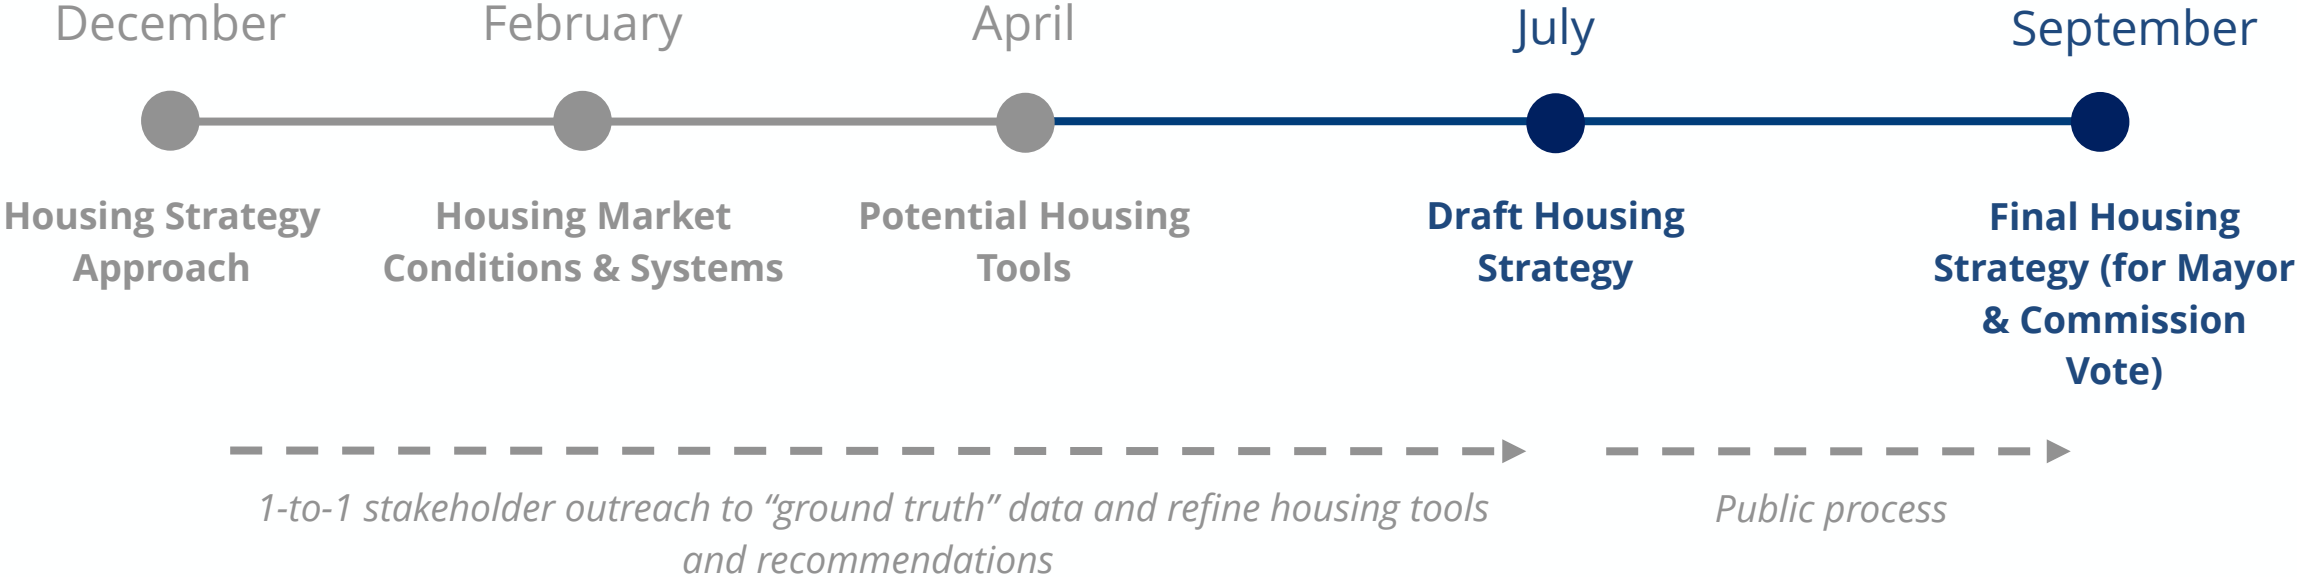 December
February
April
July
September
Housing Strategy
Approach
Housing Market
Conditions & Systems
Potential Housing
Tools
Draft Housing
Strategy
Final Housing
Strategy (for Mayor
& Commission
Vote)
1-to-1 stakeholder outreach to “ground truth” data and refine housing tools
and recommendations
Public process